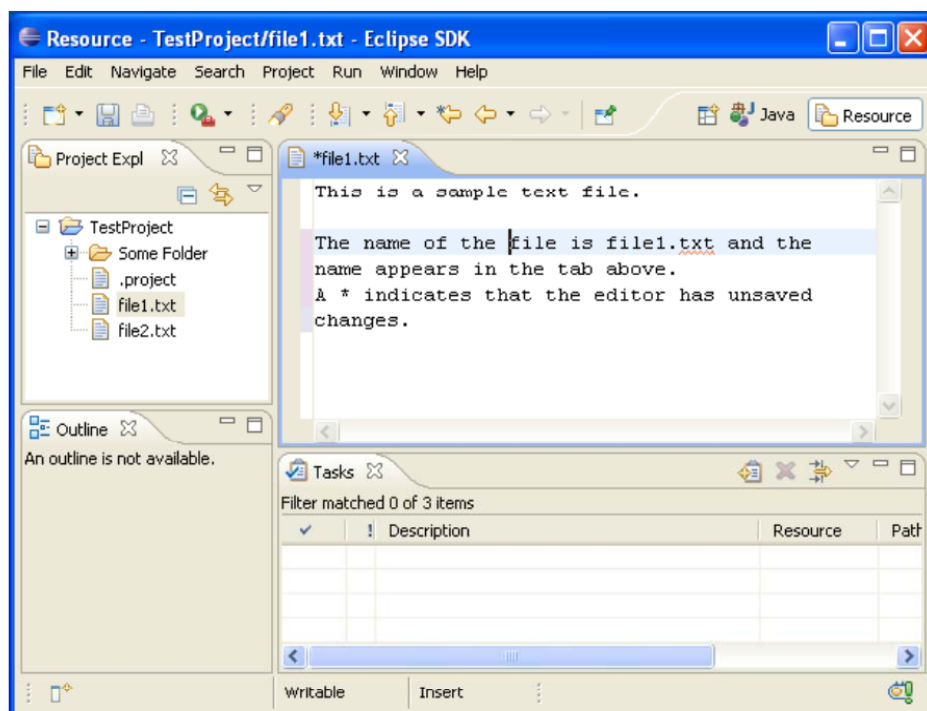 Resource - TestProject/file1.txt - Eclipse SDK
File Edit Navigate Search Project Run Window Help
Java Resource
Project Expl
TestProject
Some Folder
.project
file1.txt
file2.txt
*file1.txt
This is a sample text file.
The name of the file is file1.txt and the
name appears in the tab above.
A * indicates that the editor has unsaved
changes.
Outline
An outline is not available.
Tasks
Filter matched 0 of 3 items
! Description Resource Path
Writable Insert